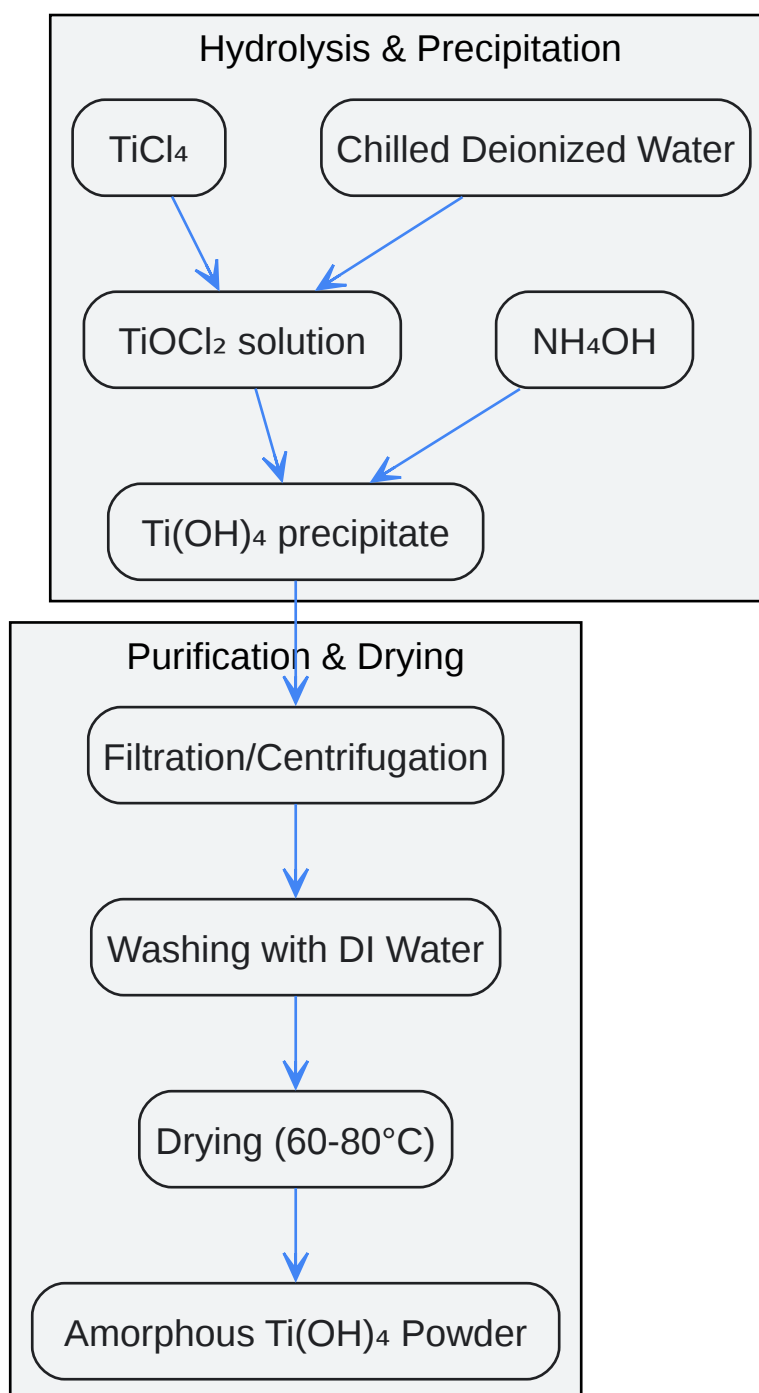 Hydrolysis & Precipitation
TiCl₄
Chilled Deionized Water
TiOCl₂ solution
NH₄OH
Ti(OH)₄ precipitate
Purification & Drying
Filtration/Centrifugation
Washing with DI Water
Drying (60-80°C)
Amorphous Ti(OH)₄ Powder